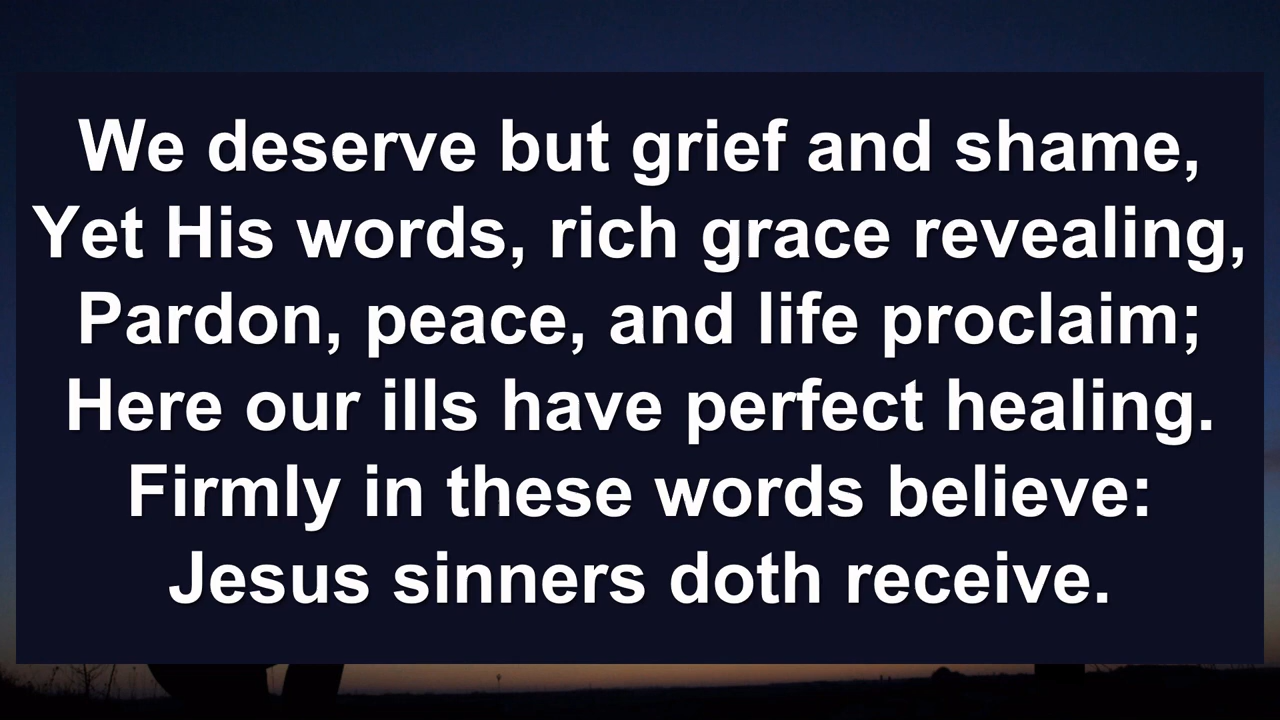 We deserve but grief and shame,
Yet His words, rich grace revealing,
Pardon, peace, and life proclaim;
Here our ills have perfect healing.
Firmly in these words believe:
Jesus sinners doth receive.